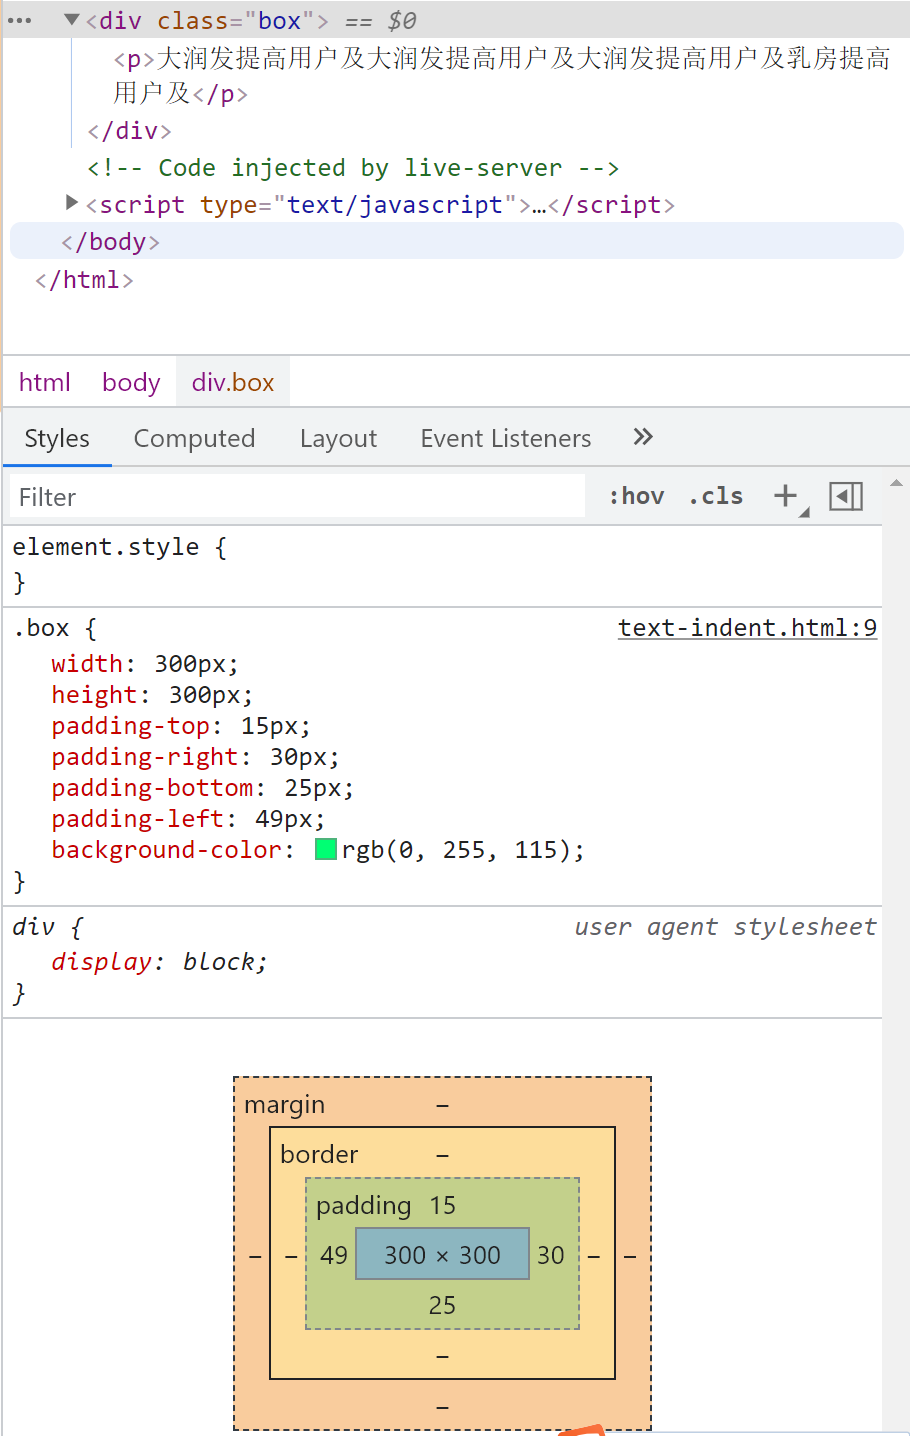 ••• ▼<div class="box"> == $0
<p>大润发提高用户及大润发提高用户及大润发提高用户及乳房提高
用户及</p>
</div>
<!-- Code injected by live-server -->
▶<script type="text/javascript">…</script>
</body>
</html>
html body div.box
Styles Computed Layout Event Listeners »
Filter :hov .cls +
element.style {
}
.box { text-indent.html:9
width: 300px;
height: 300px;
padding-top: 15px;
padding-right: 30px;
padding-bottom: 25px;
padding-left: 49px;
background-color: rgb(0, 255, 115);
}
div { user agent stylesheet
display: block;
}
margin –
border –
padding 15
– – 49 300 × 300 30 – –
25
–
–